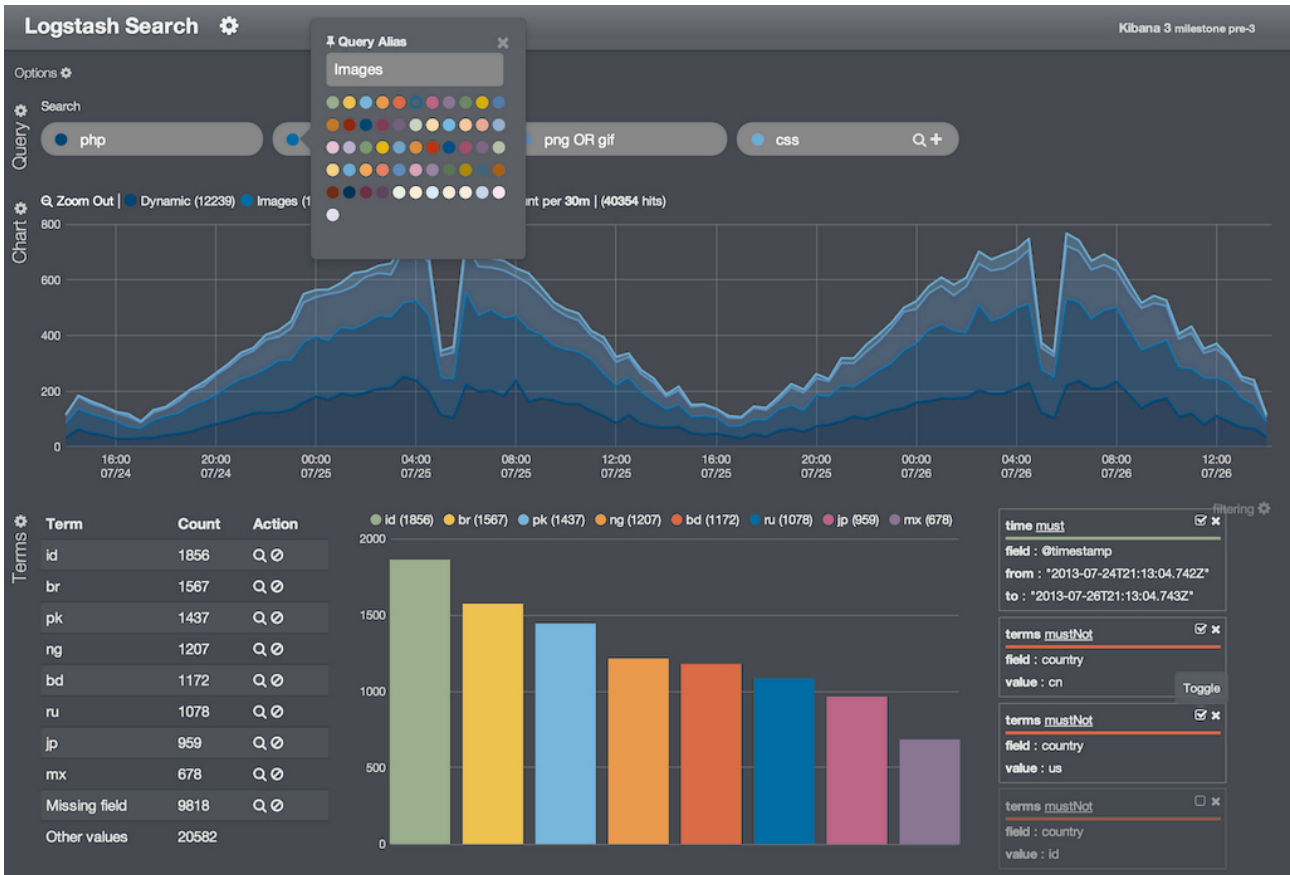 Logstash Search
Kibana 3 milestone pre-3
Query Alias
Images
Options
Query
Search
php
png OR gif
css
Chart
Zoom Out | Dynamic (12239) Images (1
nt per 30m | (40354 hits)
800
600
400
200
0
16:00 20:00 00:00 04:00 08:00 12:00 16:00 20:00 00:00 04:00 08:00 12:00
07/24 07/24 07/25 07/25 07/25 07/25 07/25 07/25 07/26 07/26 07/26 07/26
Terms
Term Count Action
id 1856
br 1567
pk 1437
ng 1207
bd 1172
ru 1078
jp 959
mx 678
Missing field 9818
Other values 20582
id (1856) br (1567) pk (1437) ng (1207) bd (1172) ru (1078) jp (959) mx (678)
2000
1500
1000
500
0
filtering
time must
field : @timestamp
from : "2013-07-24T21:13:04.742Z"
to : "2013-07-26T21:13:04.743Z"
terms mustNot
field : country
value : cn
Toggle
terms mustNot
field : country
value : us
terms mustNot
field : country
value : id